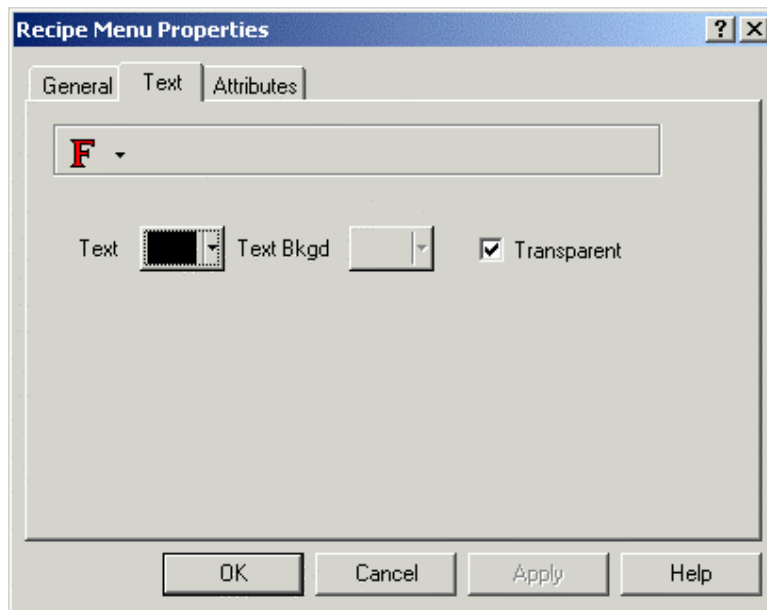 Recipe Menu Properties
General Text Attributes
F
Text Text Bkgd Transparent
OK Cancel Apply Help